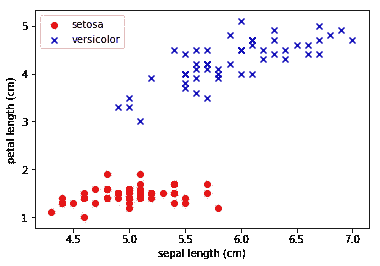 setosa
versicolor
petal length (cm)
5
4
3
2
1
4.5 5.0 5.5 6.0 6.5 7.0
sepal length (cm)